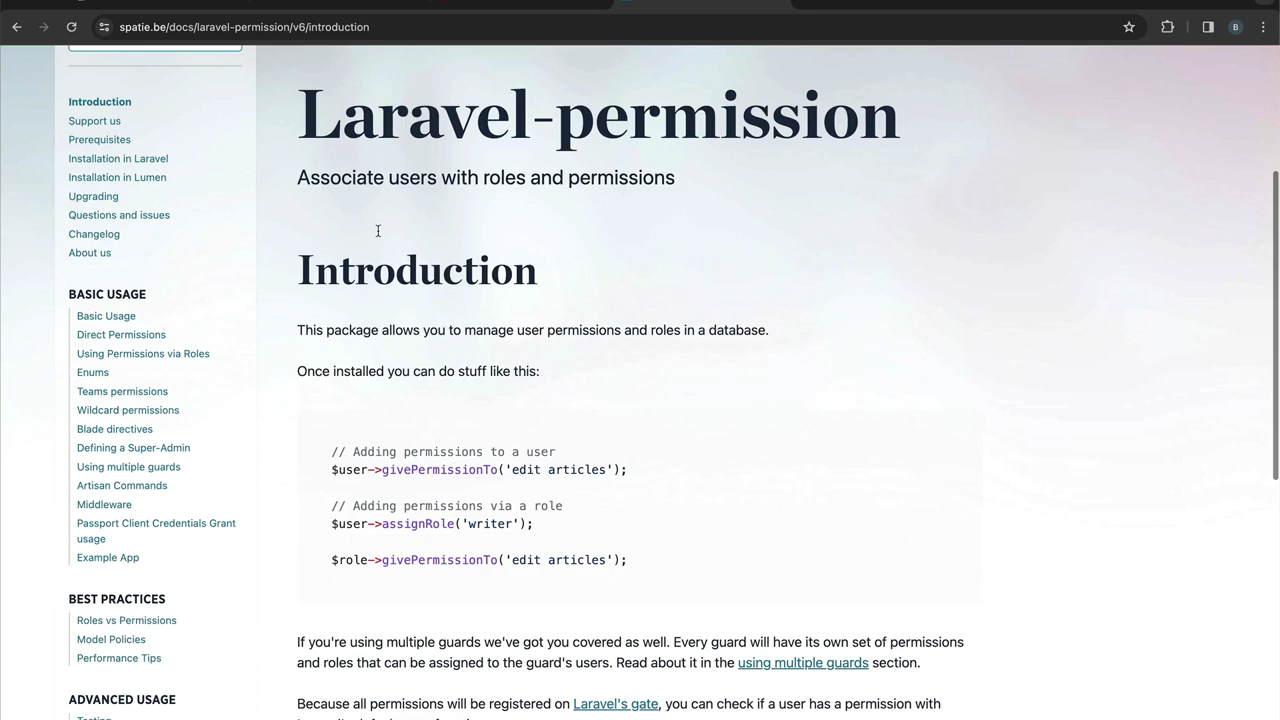 spatie.be/docs/laravel-permission/v6/introduction
B
Introduction
Support us
Prerequisites
Installation in Laravel
Installation in Lumen
Upgrading
Questions and issues
Changelog
About us
BASIC USAGE
Basic Usage
Direct Permissions
Using Permissions via Roles
Enums
Teams permissions
Wildcard permissions
Blade directives
Defining a Super-Admin
Using multiple guards
Artisan Commands
Middleware
Passport Client Credentials Grant
usage
Example App
BEST PRACTICES
Roles vs Permissions
Model Policies
Performance Tips
ADVANCED USAGE
Laravel-permission
Associate users with roles and permissions
Introduction
This package allows you to manage user permissions and roles in a database.
Once installed you can do stuff like this:
// Adding permissions to a user
$user->givePermissionTo('edit articles');
// Adding permissions via a role
$user->assignRole('writer');
$role->givePermissionTo('edit articles');
If you're using multiple guards we've got you covered as well. Every guard will have its own set of permissions
and roles that can be assigned to the guard's users. Read about it in the using multiple guards section.
Because all permissions will be registered on Laravel's gate, you can check if a user has a permission with